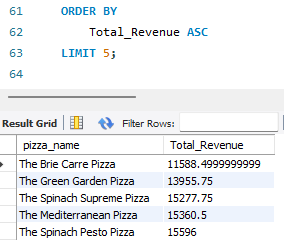 61 ORDER BY
62 Total_Revenue ASC
63 LIMIT 5;
64
Result Grid Filter Rows:
pizza_name Total_Revenue
The Brie Carre Pizza 11588.4999999999
The Green Garden Pizza 13955.75
The Spinach Supreme Pizza 15277.75
The Mediterranean Pizza 15360.5
The Spinach Pesto Pizza 15596